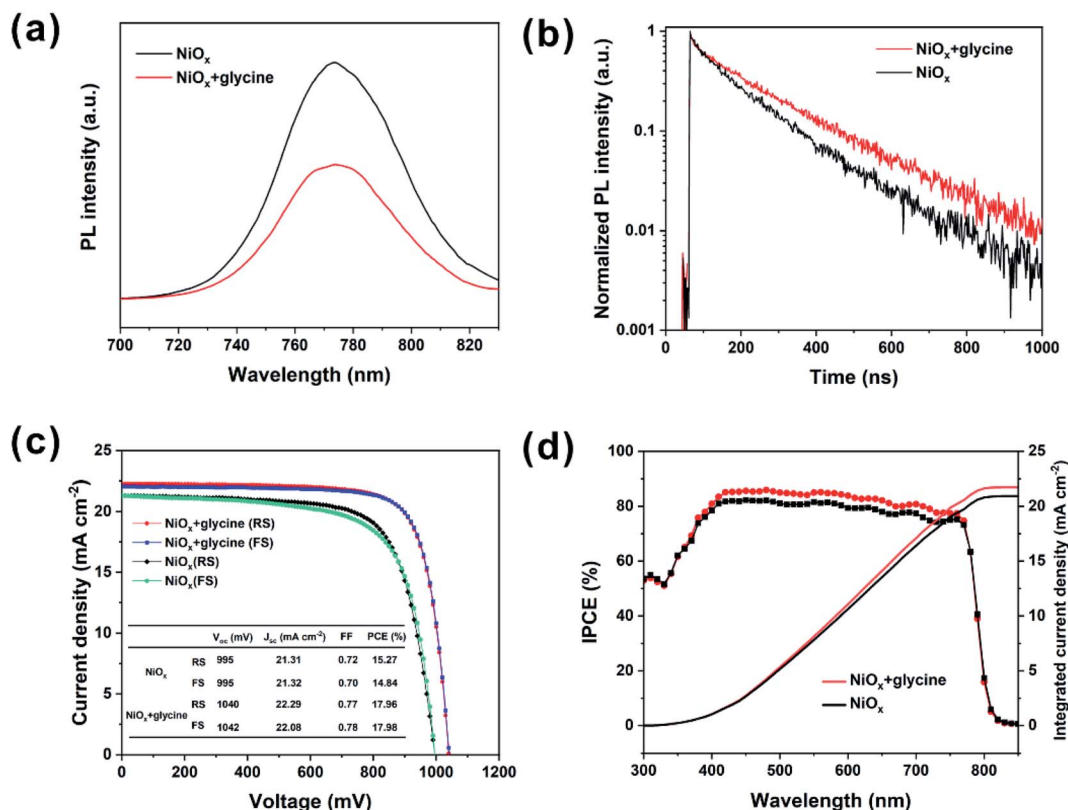 (a)
NiOx
NiOx+glycine
PL intensity (a.u.)
700 720 740 760 780 800 820
Wavelength (nm)
(b)
NiOx+glycine
NiOx
Normalized PL intensity (a.u.)
1
0.1
0.01
0.001
0 200 400 600 800 1000
Time (ns)
(c)
Current density (mA cm⁻²)
25
20
15
10
5
0
NiOx+glycine (RS)
NiOx+glycine (FS)
NiOx(RS)
NiOx(FS)
Voc (mV) Jsc (mA cm⁻²) FF PCE (%)
NiOx
RS 995 21.31 0.72 15.27
FS 995 21.32 0.70 14.84
NiOx+glycine
RS 1040 22.29 0.77 17.96
FS 1042 22.08 0.78 17.98
0 200 400 600 800 1000 1200
Voltage (mV)
(d)
IPCE (%)
100
80
60
40
20
0
NiOx+glycine
NiOx
25
20
15
10
5
0
Integrated current density (mA cm⁻²)
300 400 500 600 700 800
Wavelength (nm)